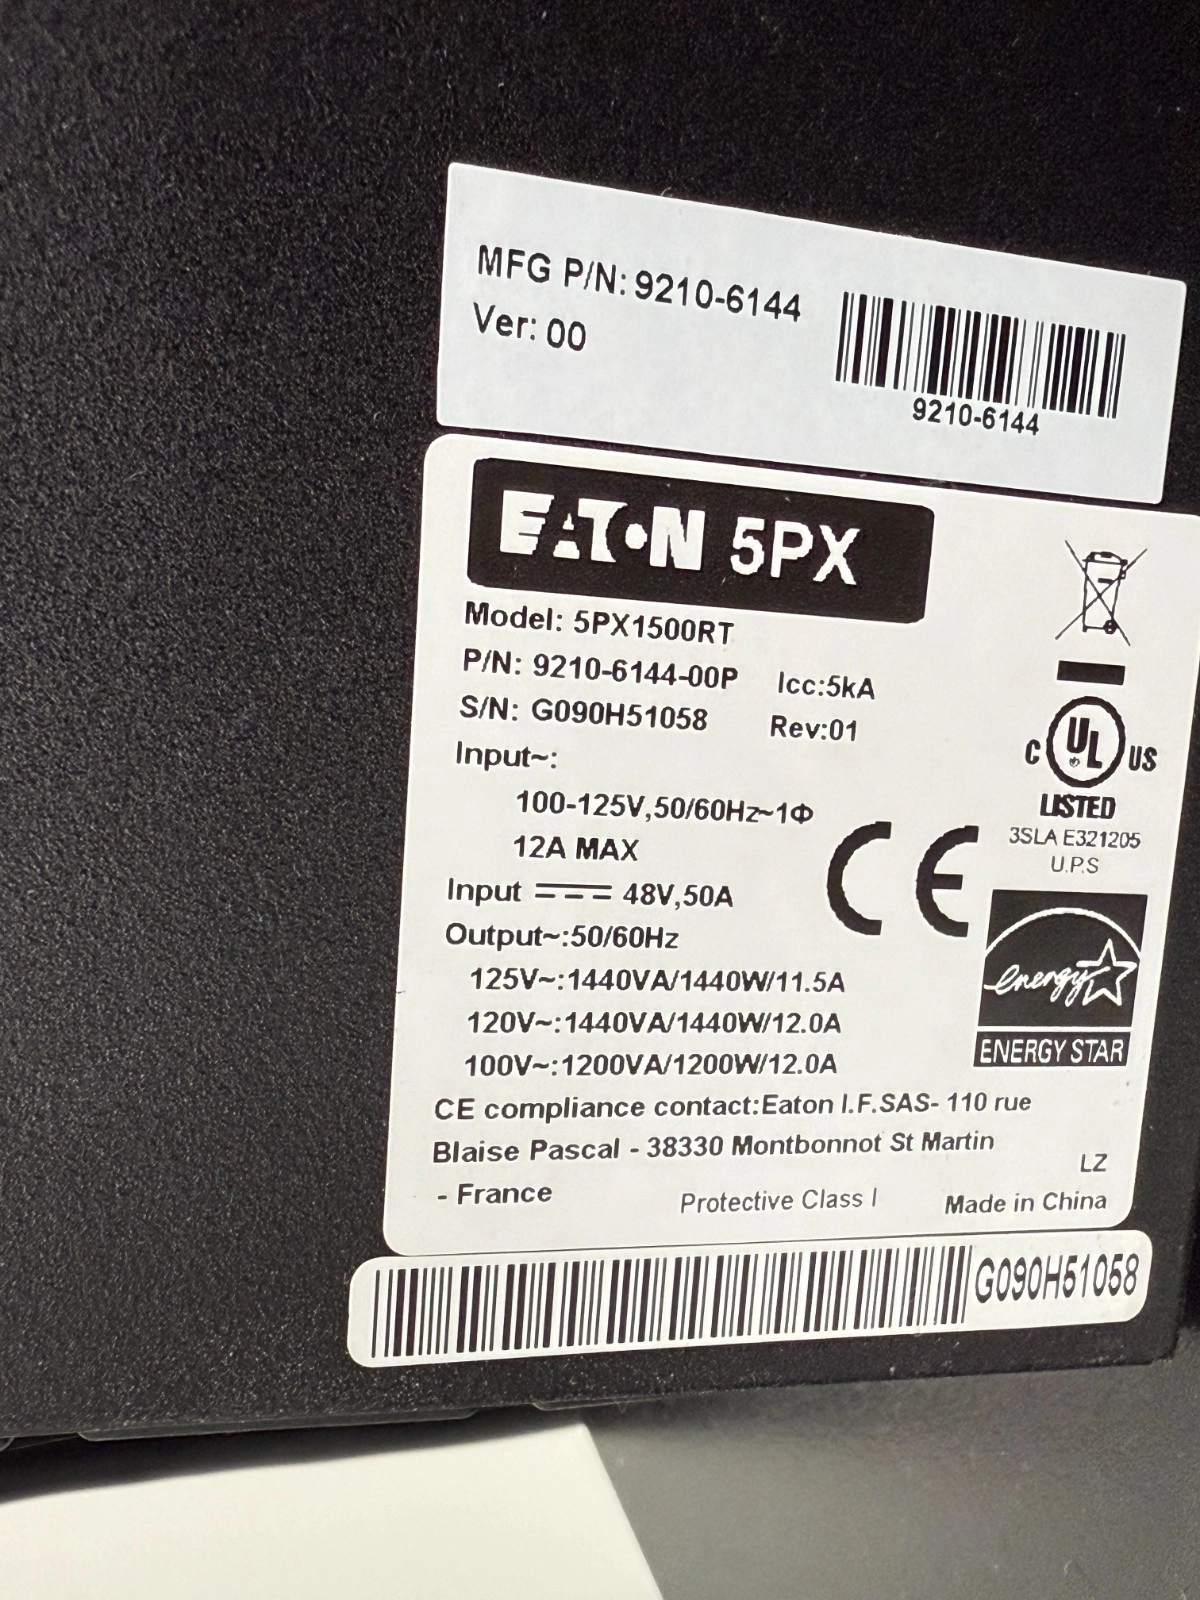 MFG P/N: 9210-6144
Ver: 00
9210-6144
EATON 5PX
Model: 5PX1500RT
P/N: 9210-6144-00P Icc:5kA
S/N: G090H51058 Rev:01
Input~:
100-125V,50/60Hz~1Φ
12A MAX
Input ⎓ 48V,50A
Output~:50/60Hz
125V~:1440VA/1440W/11.5A
120V~:1440VA/1440W/12.0A
100V~:1200VA/1200W/12.0A
C UL US
LISTED
3SLA E321205
U.P.S
CE
energy
ENERGY STAR
CE compliance contact:Eaton I.F.SAS- 110 rue
Blaise Pascal - 38330 Montbonnot St Martin
- France
Protective Class I
LZ
Made in China
G090H51058